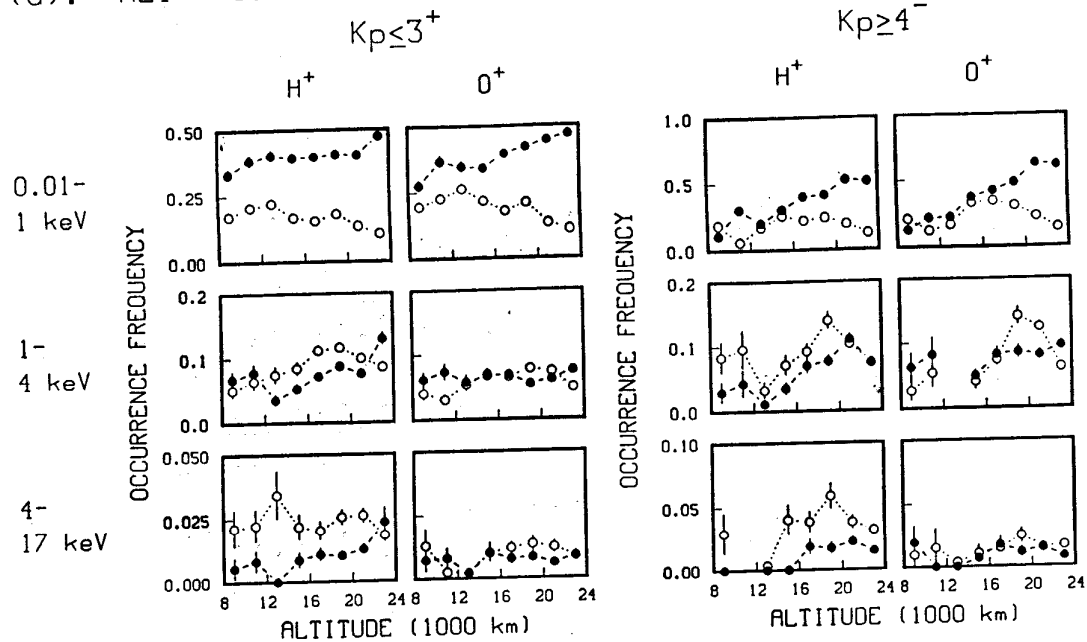 Kp≤3⁺
Kp≥4⁻
H⁺
O⁺
H⁺
O⁺
0.01-
1 keV
1-
4 keV
4-
17 keV
OCCURRENCE FREQUENCY
0.50
0.25
0.00
0.2
0.1
0.0
0.050
0.025
0.000
8 12 16 20 24
8 12 16 20 24
ALTITUDE (1000 km)
OCCURRENCE FREQUENCY
1.0
0.5
0.0
0.2
0.1
0.0
0.10
0.05
0.00
8 12 16 20 24
8 12 16 20 24
ALTITUDE (1000 km)